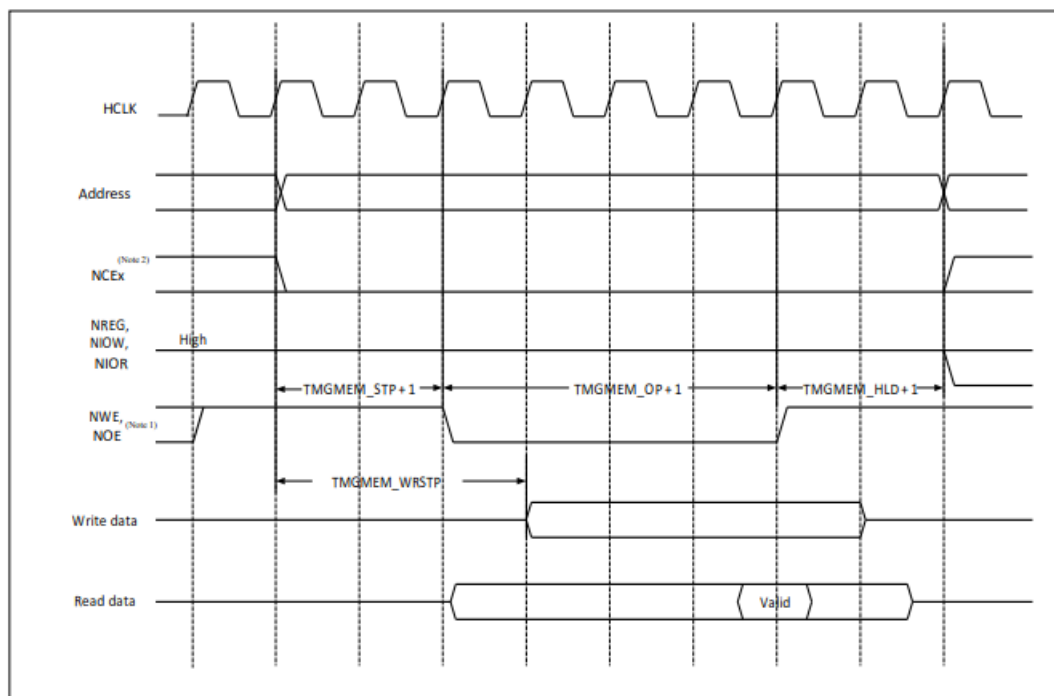 HCLK
Address
(Note 2)
NCEx
NREG,
NIOW,
NIOR
High
TMGMEM_STP + 1
TMGMEM_OP + 1
TMGMEM_HLD + 1
NWE,
NOE
(Note 1)
TMGMEM_WRSTP
Write data
Read data
Valid